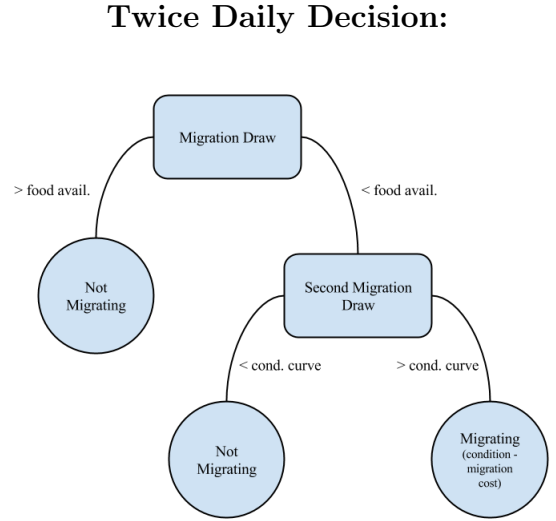 Twice Daily Decision:
Migration Draw
> food avail.
< food avail.
Not
Migrating
Second Migration
Draw
< cond. curve
> cond. curve
Not
Migrating
Migrating
(condition -
migration
cost)